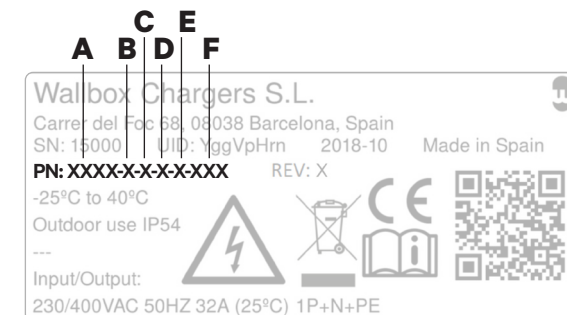 C E
A B D F
Wallbox Chargers S.L.
Carrer del Foc 68, 08038 Barcelona, Spain
SN: 15000 UID: YggVpHrn 2018-10 Made in Spain
PN: XXXX-X-X-X-X-XXX REV: X
-25ºC to 40ºC
Outdoor use IP54
---
Input/Output:
230/400VAC 50HZ 32A (25ºC) 1P+N+PE
CE
i